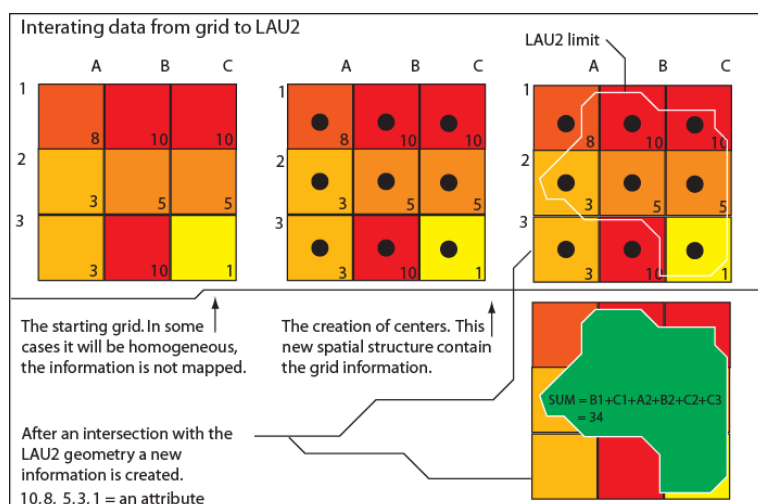 Interating data from grid to LAU2
LAU2 limit
A B C
A B C
A B C
1
8 10 10
2
3 5 5
3
3 10 1
1
8 10 10
2
3 5 5
3
3 10 1
1
8 10 10
2
3 5 5
3
3 10 1
The starting grid. In some
cases it will be homogeneous,
the information is not mapped.
The creation of centers. This
new spatial structure contain
the grid information.
SUM = B1+C1+A2+B2+C2+C3
= 34
After an intersection with the
LAU2 geometry a new
information is created.
10,8, 5,3,1 = an attribute